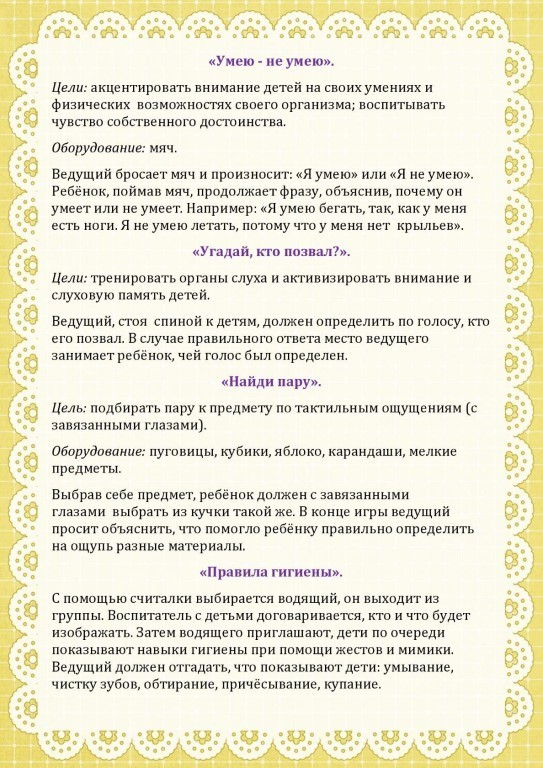 «Умею - не умею».
Цели: акцентировать внимание детей на своих умениях и
физических возможностях своего организма; воспитывать
чувство собственного достоинства.
Оборудование: мяч.
Ведущий бросает мяч и произносит: «Я умею» или «Я не умею».
Ребёнок, поймав мяч, продолжает фразу, объяснив, почему он
умеет или не умеет. Например: «Я умею бегать, так, как у меня
есть ноги. Я не умею летать, потому что у меня нет крыльев».
«Угадай, кто позвал?».
Цели: тренировать органы слуха и активизировать внимание и
слуховую память детей.
Ведущий, стоя спиной к детям, должен определить по голосу, кто
его позвал. В случае правильного ответа место ведущего
занимает ребёнок, чей голос был определен.
«Найди пару».
Цель: подбирать пару к предмету по тактильным ощущениям (с
завязанными глазами).
Оборудование: пуговицы, кубики, яблоко, карандаши, мелкие
предметы.
Выбрав себе предмет, ребёнок должен с завязанными
глазами выбрать из кучки такой же. В конце игры ведущий
просит объяснить, что помогло ребёнку правильно определить
на ощупь разные материалы.
«Правила гигиены».
С помощью считалки выбирается водящий, он выходит из
группы. Воспитатель с детьми договаривается, кто и что будет
изображать. Затем водящего приглашают, дети по очереди
показывают навыки гигиены при помощи жестов и мимики.
Ведущий должен отгадать, что показывают дети: умывание,
чистку зубов, обтирание, причёсывание, купание.